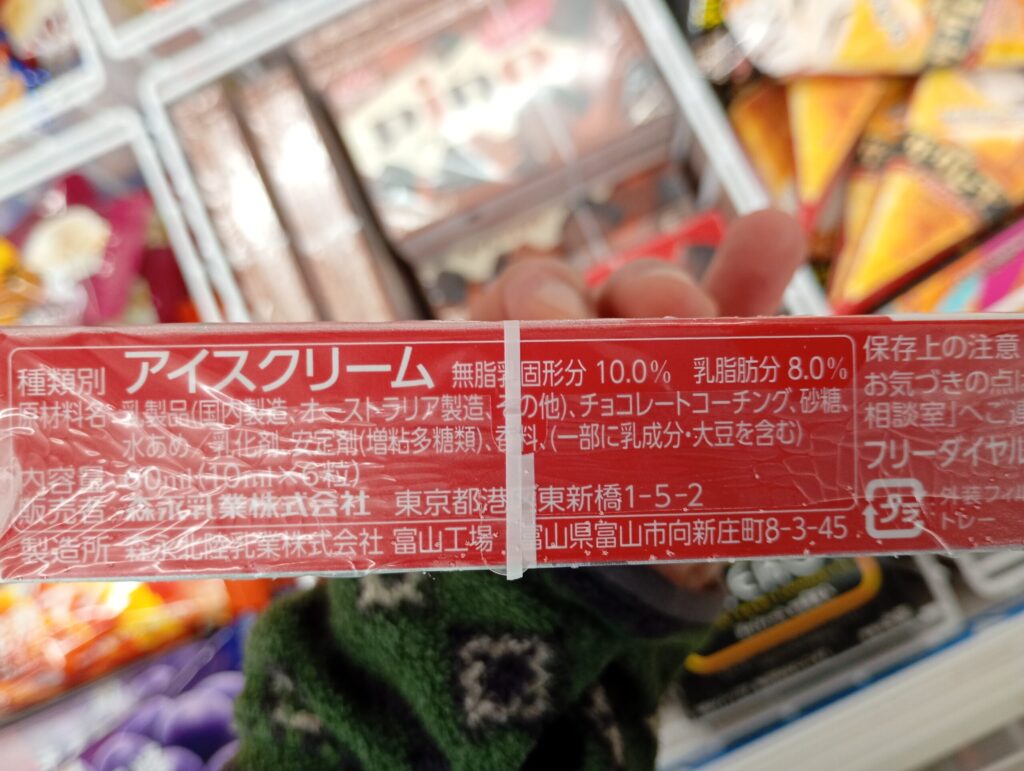 種類別 アイスクリーム 無脂乳固形分 10.0% 乳脂肪分 8.0%
原材料名 乳製品(国内製造、オーストラリア製造、その他)、チョコレートコーチング、砂糖、
水あめ/乳化剤、安定剤(増粘多糖類)、香料、(一部に乳成分・大豆を含む)
内容量 60ml(10ml×6粒)
販売者 森永乳業株式会社 東京都港区東新橋1-5-2
製造所 森永北陸乳業株式会社 富山工場 富山県富山市向新庄町8-3-45
保存上の注意
お気づきの点は
相談室」へご連
フリーダイヤル
プラ
外装フィ
トレー
pino